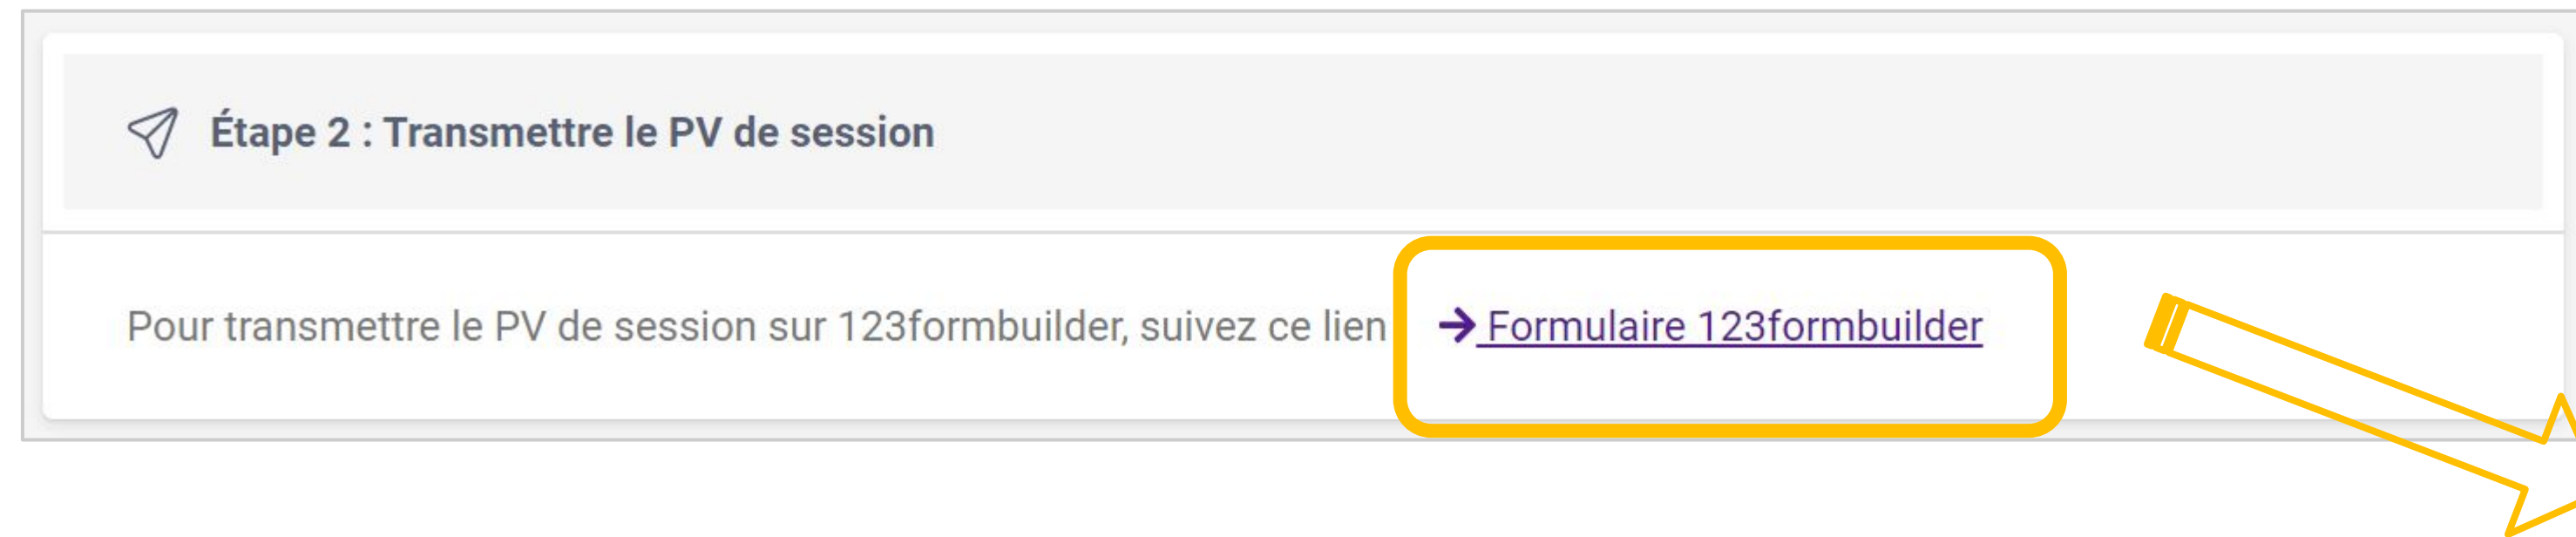 Étape 2 : Transmettre le PV de session
Pour transmettre le PV de session sur 123formbuilder, suivez ce lien → Formulaire 123formbuilder